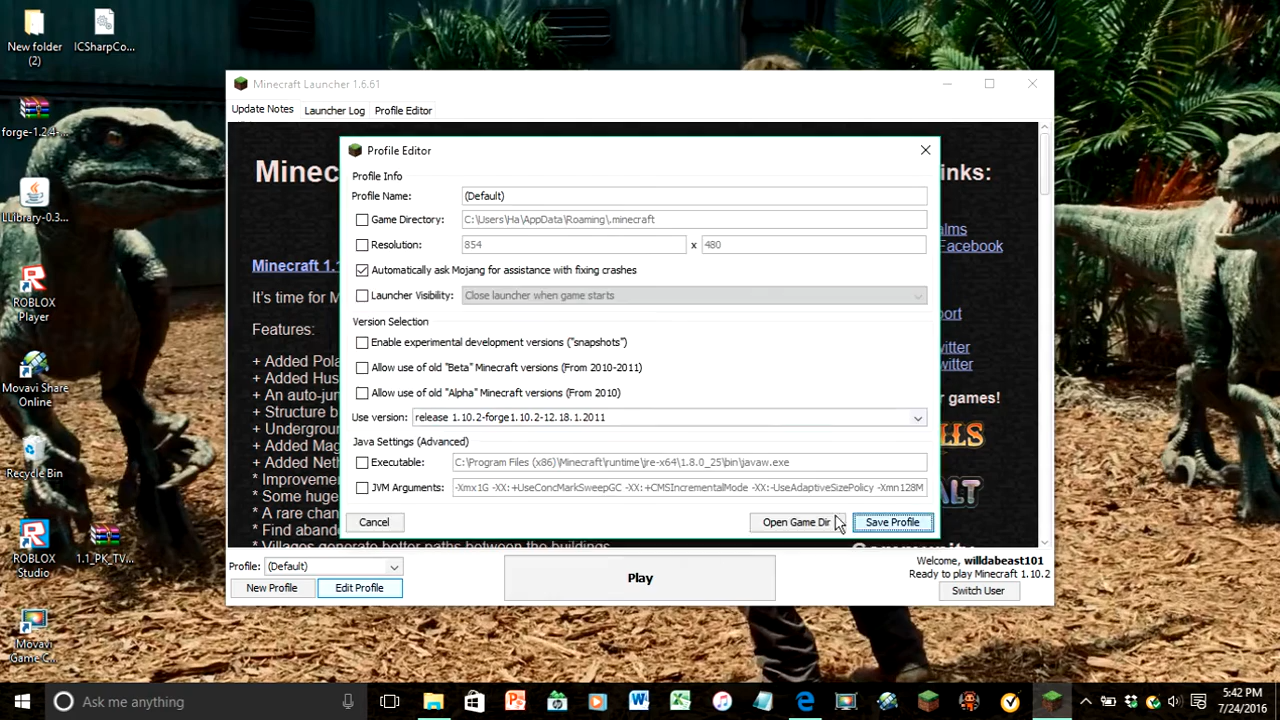 New folder
(2)
ICSharpCo...
forge-1.2.4-...
LLibrary-0.3...
ROBLOX
Player
Movavi Share
Online
Recycle Bin
ROBLOX
Studio
1.1_PK_TV...
Movavi
Game C...
Minecraft Launcher 1.6.61
Update Notes
Launcher Log
Profile Editor
Minec
inks:
alms
Facebook
Minecraft 1.1
It's time for M
Features:
+ Added Pola
+ Added Hus
+ An auto-jun
+ Structure b
+ Undergroun
+ Added Mag
+ Added Neth
* Improveme
* Some huge
* A rare chan
* Find aband
* Villages generate better paths between the buildings
port
witter
witter
r games!
Profile Editor
Profile Info
Profile Name:
(Default)
Game Directory:
C:\Users\Ha\AppData\Roaming\.minecraft
Resolution:
854
x
480
Automatically ask Mojang for assistance with fixing crashes
Launcher Visibility:
Close launcher when game starts
Version Selection
Enable experimental development versions ("snapshots")
Allow use of old "Beta" Minecraft versions (From 2010-2011)
Allow use of old "Alpha" Minecraft versions (From 2010)
Use version:
release 1.10.2-forge1.10.2-12.18.1.2011
Java Settings (Advanced)
Executable:
C:\Program Files (x86)\Minecraft\runtime\jre-x64\1.8.0_25\bin\javaw.exe
JVM Arguments:
-Xmx1G -XX:+UseConcMarkSweepGC -XX:+CMSIncrementalMode -XX:-UseAdaptiveSizePolicy -Xmn128M
Cancel
Open Game Dir
Save Profile
Profile:
(Default)
New Profile
Edit Profile
Play
Welcome, willdabeast101
Ready to play Minecraft 1.10.2
Switch User
Ask me anything
5:42 PM
7/24/2016